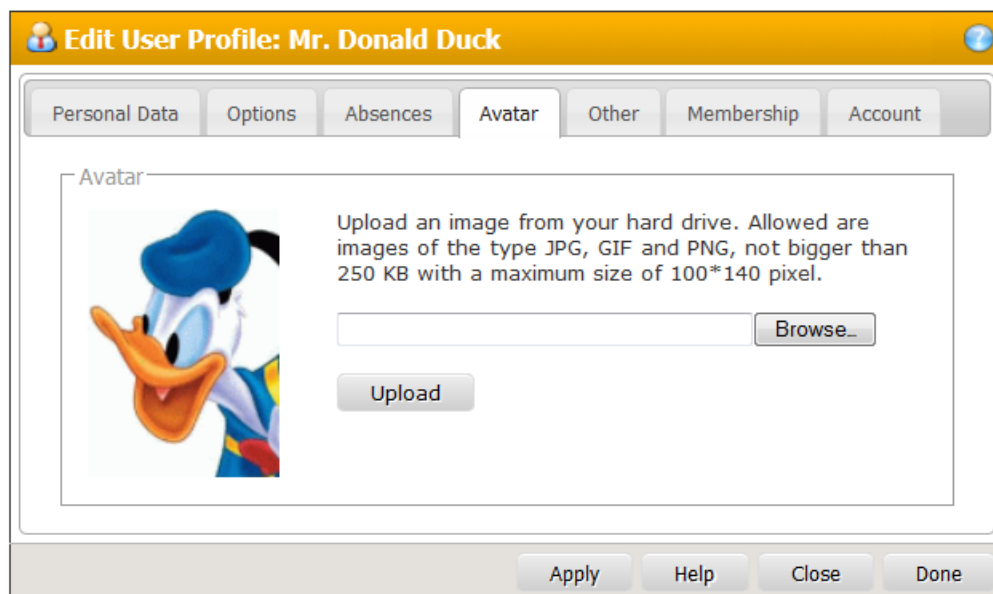 Edit User Profile: Mr. Donald Duck
?
Personal Data Options Absences Avatar Other Membership Account
Avatar
Upload an image from your hard drive. Allowed are
images of the type JPG, GIF and PNG, not bigger than
250 KB with a maximum size of 100*140 pixel.
Browse...
Upload
Apply Help Close Done